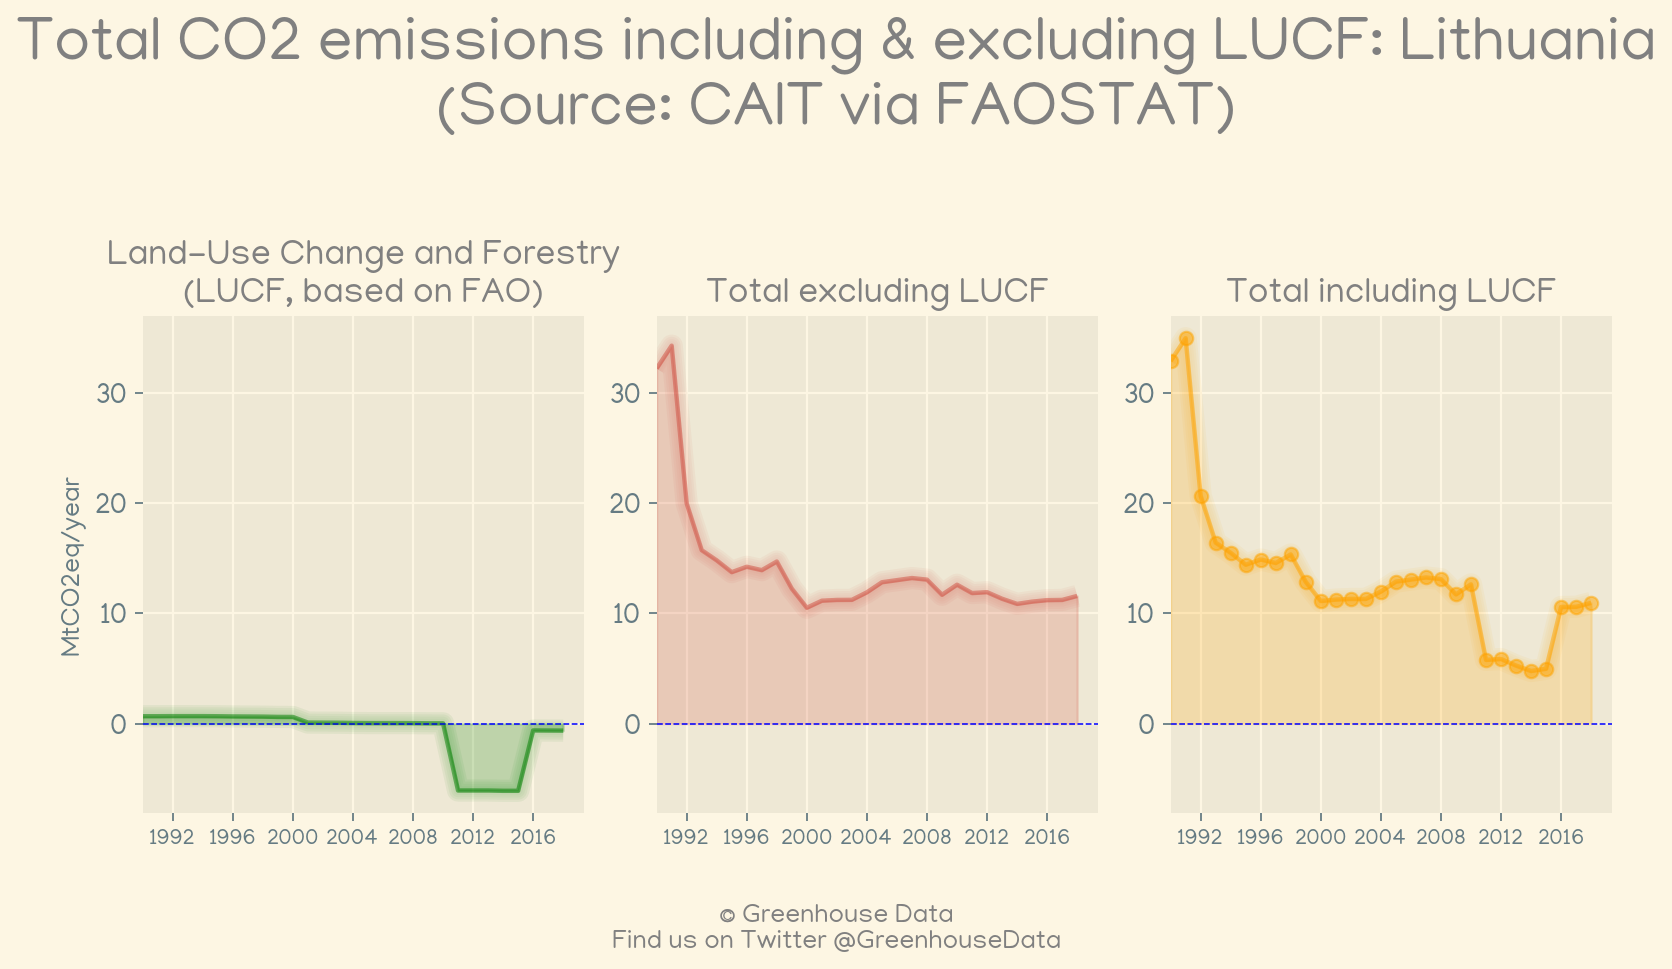 Total CO2 emissions including & excluding LUCF: Lithuania
(Source: CAIT via FAOSTAT)
Land-Use Change and Forestry
(LUCF, based on FAO)
Total excluding LUCF
Total including LUCF
MtCO2eq/year
30
20
10
0
1992 1996 2000 2004 2008 2012 2016
30
20
10
0
1992 1996 2000 2004 2008 2012 2016
30
20
10
0
1992 1996 2000 2004 2008 2012 2016
© Greenhouse Data
Find us on Twitter @GreenhouseData